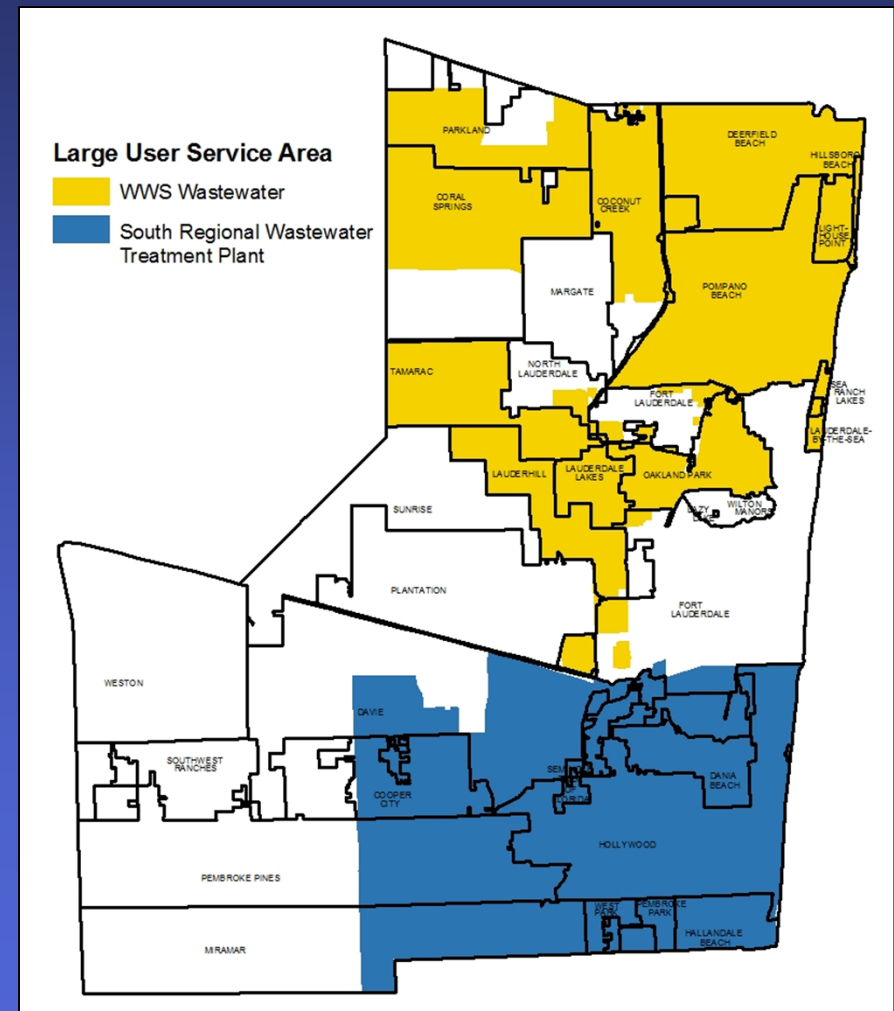 PARKLAND
DEERFIELD
BEACH
HILLSBORO
BEACH
Large User Service Area
WWS Wastewater
South Regional Wastewater
Treatment Plant
CORAL
SPRINGS
COCONUT
CREEK
LIGHT-
HOUSE
POINT
MARGATE
POMPANO
BEACH
TAMARAC
NORTH
LAUDERDALE
FORT
LAUDERDALE
SEA
RANCH
LAKES
LAUDERDALE-
BY-THE-SEA
LAUDERHILL
LAUDERDALE
LAKES
OAKLAND PARK
SUNRISE
LAZY
LAKE
WILTON
MANORS
PLANTATION
FORT
LAUDERDALE
WESTON
DAVIE
SOUTHWEST
RANCHES
COOPER
CITY
OF
DANIA
BEACH
HOLLYWOOD
PEMBROKE PINES
WEST
PARK
PEMBROKE
PARK
HALLANDALE
BEACH
MIRAMAR